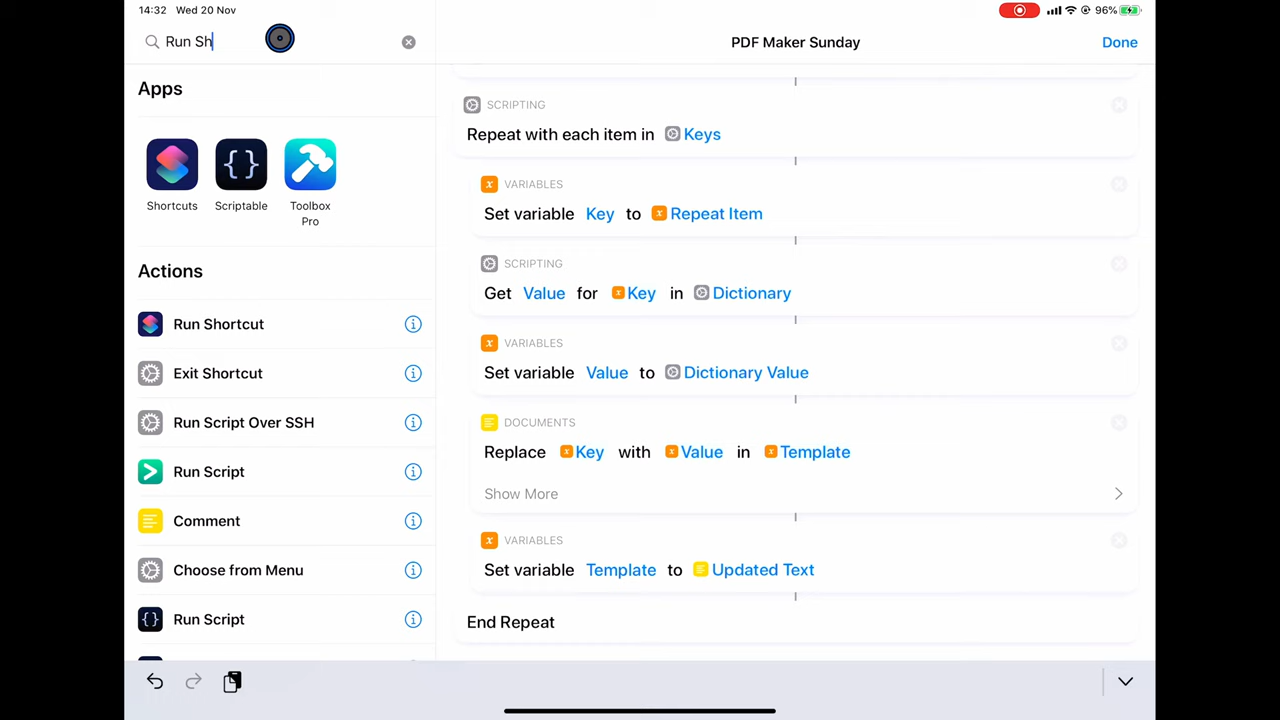 14:32 Wed 20 Nov
96%
Run Sh
PDF Maker Sunday
Done
Apps
Shortcuts
Scriptable
Toolbox
Pro
Actions
Run Shortcut
Exit Shortcut
Run Script Over SSH
Run Script
Comment
Choose from Menu
Run Script
SCRIPTING
Repeat with each item in Keys
VARIABLES
Set variable Key to Repeat Item
SCRIPTING
Get Value for Key in Dictionary
VARIABLES
Set variable Value to Dictionary Value
DOCUMENTS
Replace Key with Value in Template
Show More
VARIABLES
Set variable Template to Updated Text
End Repeat